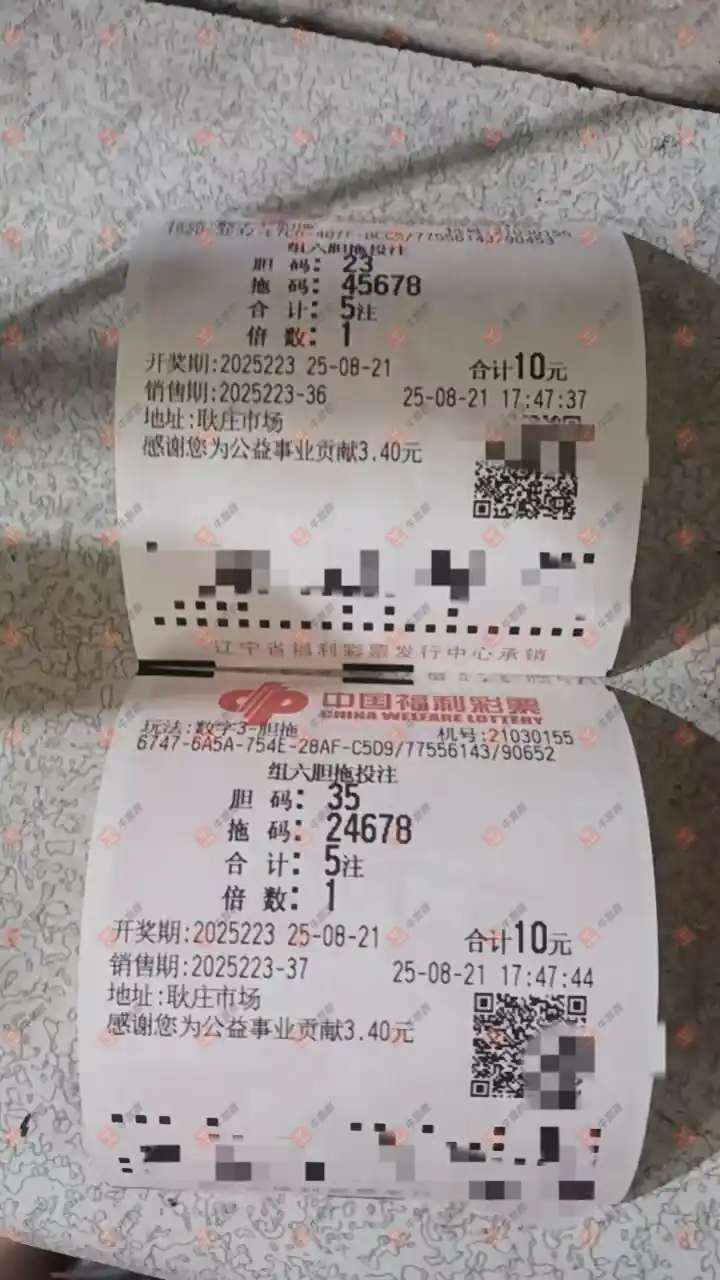 组六胆拖投注
胆 码: 23
拖 码: 45678
合 计: 5注
倍 数: 1
开奖期:2025223 25-08-21 合计10元
销售期:2025223-36 25-08-21 17:47:37
地址:耿庄市场
感谢您为公益事业贡献3.40元
辽宁省福利彩票发行中心承销
中国福利彩票
CHINA WELFARE LOTTERY
玩法:数字3-胆拖 机号:21030155
6747-6A5A-754E-28AF-C5D9/77556143/90652
组六胆拖投注
胆 码: 35
拖 码: 24678
合 计: 5注
倍 数: 1
开奖期:2025223 25-08-21 合计10元
销售期:2025223-37 25-08-21 17:47:44
地址:耿庄市场
感谢您为公益事业贡献3.40元